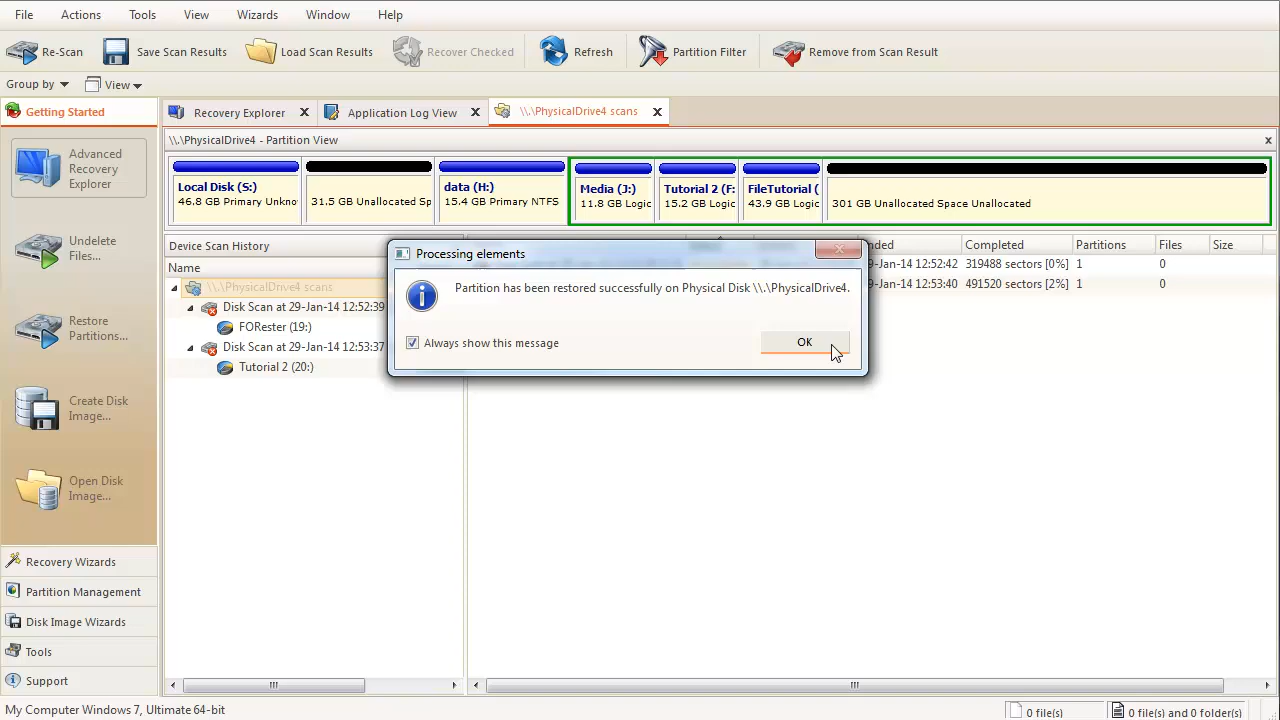 File Actions Tools View Wizards Window Help
Re-Scan Save Scan Results Load Scan Results Recover Checked Refresh Partition Filter Remove from Scan Result
Group by View
Getting Started
Recovery Explorer Application Log View \\.\PhysicalDrive4 scans
\\.\PhysicalDrive4 - Partition View
Advanced
Recovery
Explorer
Local Disk (S:) data (H:) Media (J:) Tutorial 2 (F: FileTutorial (
46.8 GB Primary Unkno 31.5 GB Unallocated Sp 15.4 GB Primary NTFS 11.8 GB Logic 15.2 GB Logic 43.9 GB Logic 301 GB Unallocated Space Unallocated
Undelete
Files...
Device Scan History
Name
nded Completed Partitions Files Size
9-Jan-14 12:52:42 319488 sectors [0%] 1 0
9-Jan-14 12:53:40 491520 sectors [2%] 1 0
\\.\PhysicalDrive4 scans
Disk Scan at 29-Jan-14 12:52:39
FORester (19:)
Disk Scan at 29-Jan-14 12:53:37
Tutorial 2 (20:)
Processing elements
Partition has been restored successfully on Physical Disk \\.\PhysicalDrive4.
Always show this message
OK
Restore
Partitions...
Create Disk
Image...
Open Disk
Image...
Recovery Wizards
Partition Management
Disk Image Wizards
Tools
Support
My Computer Windows 7, Ultimate 64-bit
0 file(s) 0 file(s) and 0 folder(s)